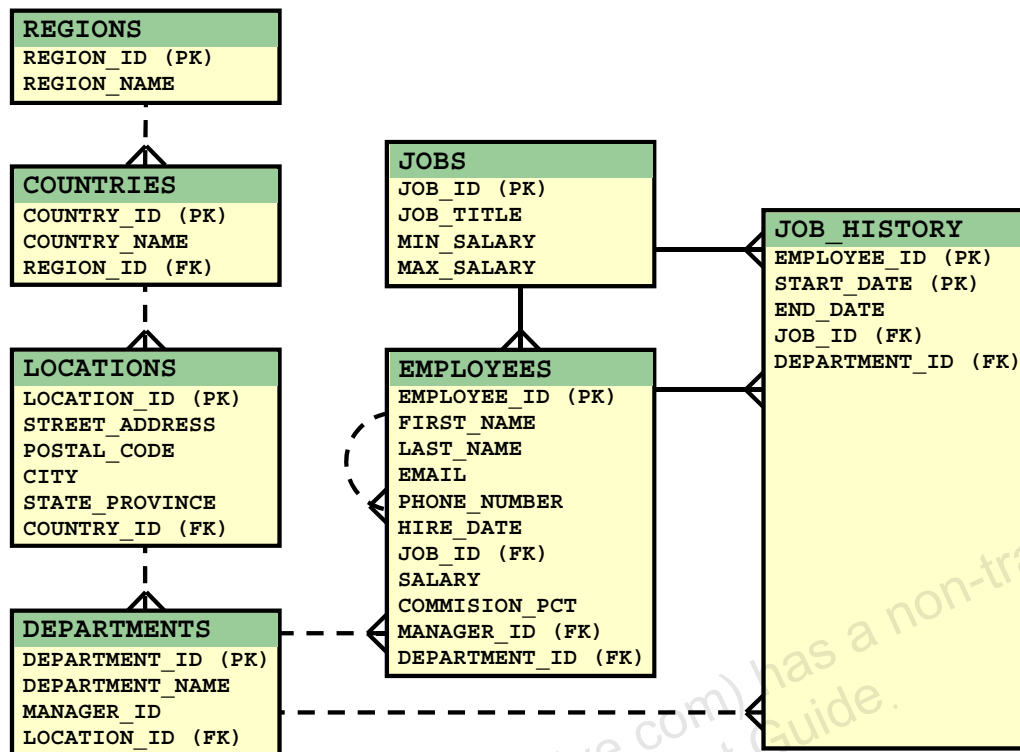 REGIONS
REGION_ID (PK)
REGION_NAME
COUNTRIES
COUNTRY_ID (PK)
COUNTRY_NAME
REGION_ID (FK)
LOCATIONS
LOCATION_ID (PK)
STREET_ADDRESS
POSTAL_CODE
CITY
STATE_PROVINCE
COUNTRY_ID (FK)
DEPARTMENTS
DEPARTMENT_ID (PK)
DEPARTMENT_NAME
MANAGER_ID
LOCATION_ID (FK)
JOBS
JOB_ID (PK)
JOB_TITLE
MIN_SALARY
MAX_SALARY
EMPLOYEES
EMPLOYEE_ID (PK)
FIRST_NAME
LAST_NAME
EMAIL
PHONE_NUMBER
HIRE_DATE
JOB_ID (FK)
SALARY
COMMISION_PCT
MANAGER_ID (FK)
DEPARTMENT_ID (FK)
JOB_HISTORY
EMPLOYEE_ID (PK)
START_DATE (PK)
END_DATE
JOB_ID (FK)
DEPARTMENT_ID (FK)
com) has a non-tra
Guide.